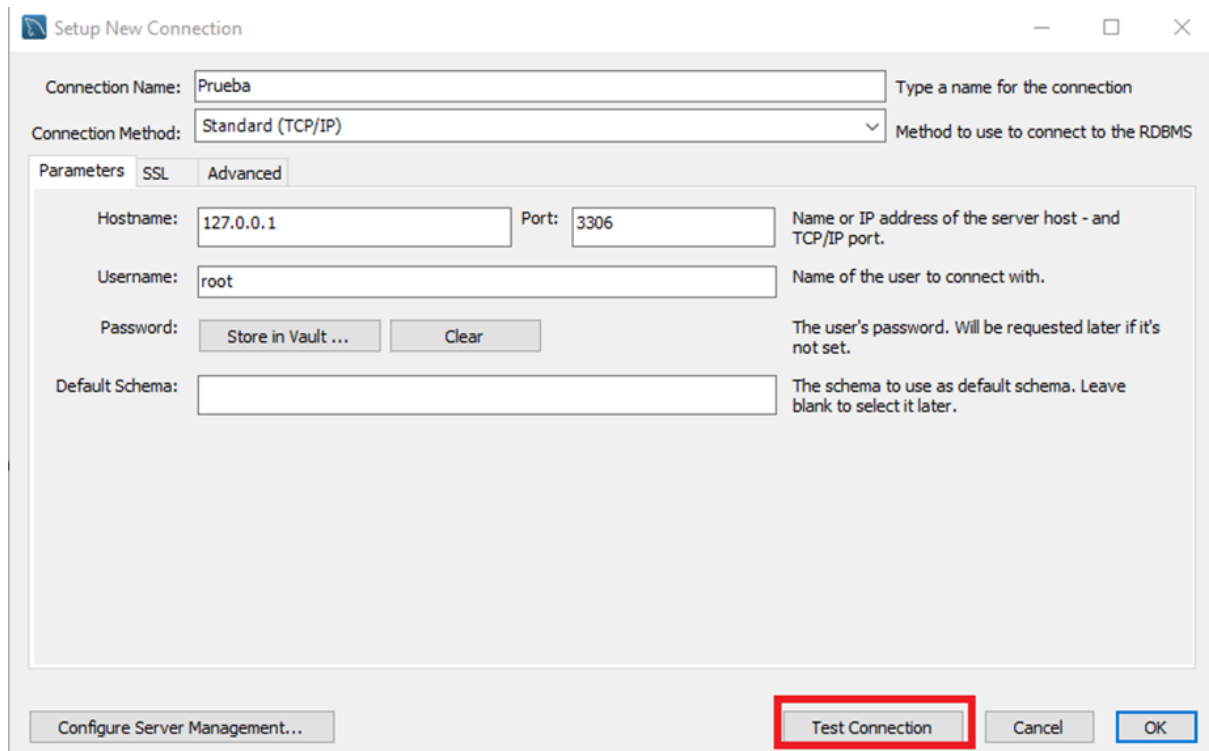 Setup New Connection
Connection Name: Prueba Type a name for the connection
Connection Method: Standard (TCP/IP) Method to use to connect to the RDBMS
Parameters SSL Advanced
Hostname: 127.0.0.1 Port: 3306 Name or IP address of the server host - and
TCP/IP port.
Username: root Name of the user to connect with.
Password: Store in Vault ... Clear The user's password. Will be requested later if it's
not set.
Default Schema: The schema to use as default schema. Leave
blank to select it later.
Configure Server Management... Test Connection Cancel OK